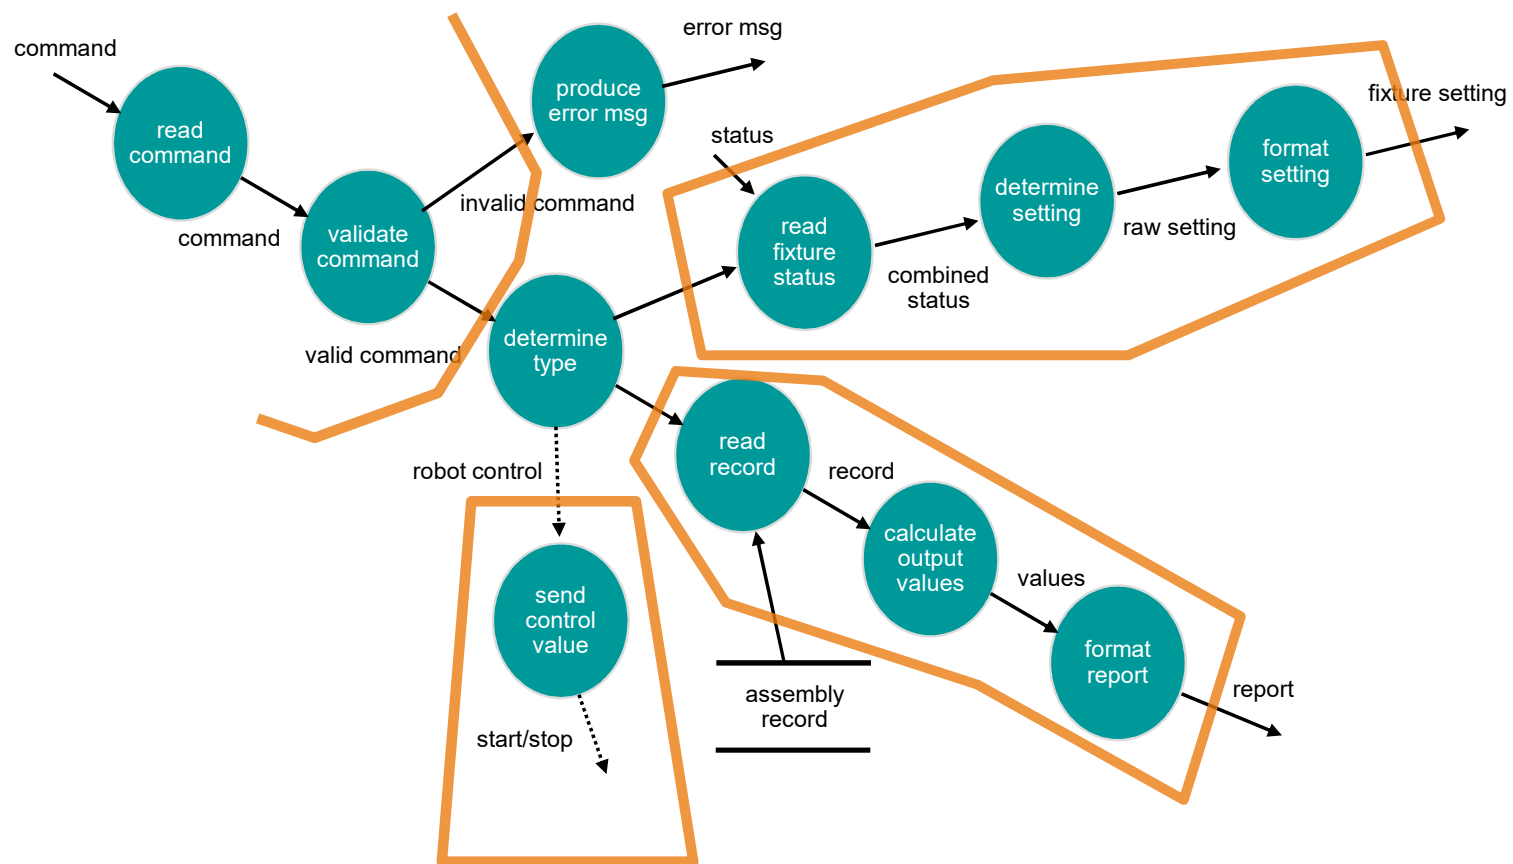 command
read
command
command
validate
command
produce
error msg
error msg
invalid command
valid command
determine
type
status
read
fixture
status
combined
status
determine
setting
raw setting
format
setting
fixture setting
read
record
record
calculate
output
values
values
format
report
report
assembly
record
robot control
send
control
value
start/stop